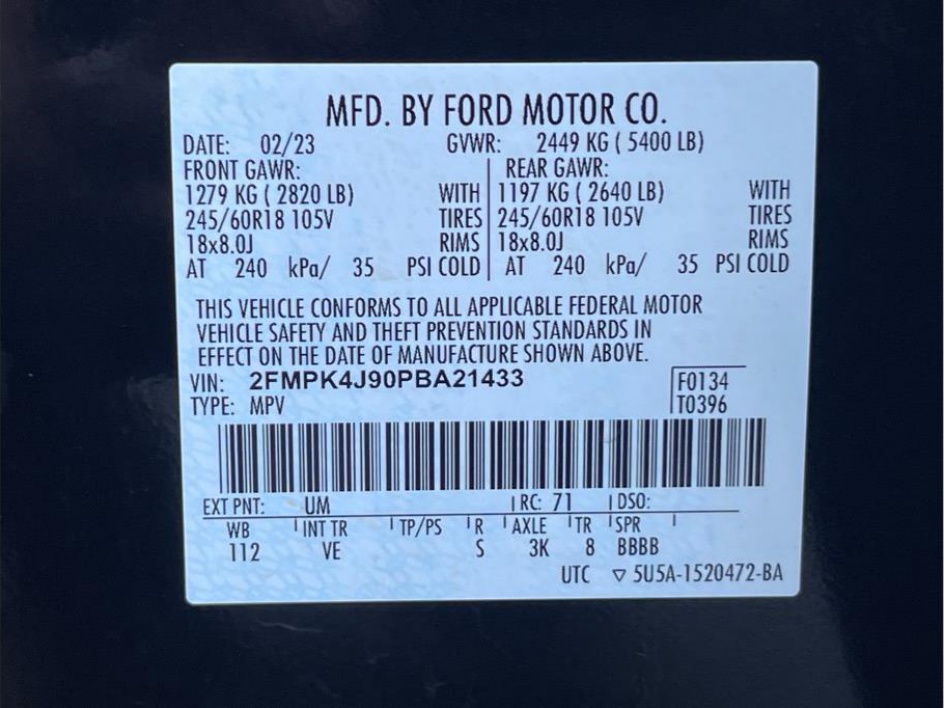 MFD. BY FORD MOTOR CO.
DATE: 02/23 GVWR: 2449 KG ( 5400 LB)
FRONT GAWR: REAR GAWR:
1279 KG ( 2820 LB) WITH 1197 KG ( 2640 LB) WITH
245/60R18 105V TIRES 245/60R18 105V TIRES
18x8.0J RIMS 18x8.0J RIMS
AT 240 kPa/ 35 PSI COLD AT 240 kPa/ 35 PSI COLD
THIS VEHICLE CONFORMS TO ALL APPLICABLE FEDERAL MOTOR
VEHICLE SAFETY AND THEFT PREVENTION STANDARDS IN
EFFECT ON THE DATE OF MANUFACTURE SHOWN ABOVE.
VIN: 2FMPK4J90PBA21433 F0134
TYPE: MPV T0396
EXT PNT: UM RC: 71 DSO:
WB INT TR TP/PS R AXLE TR SPR
112 VE S 3K 8 BBBB
UTC ▽ 5U5A-1520472-BA